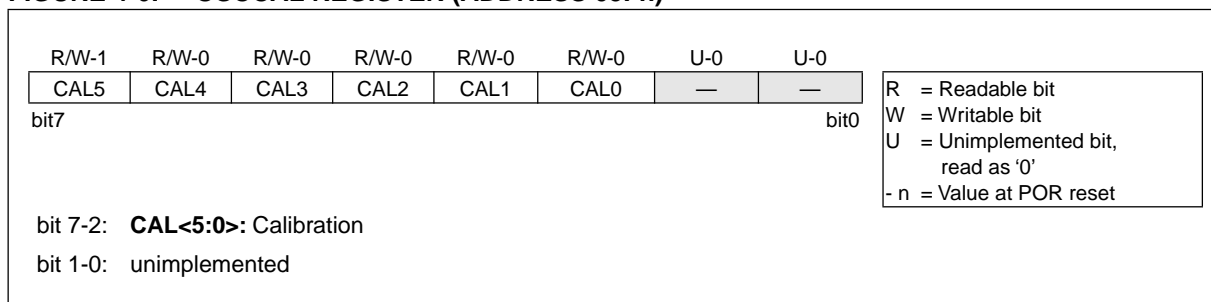 R/W-1 R/W-0 R/W-0 R/W-0 R/W-0 R/W-0 U-0 U-0
CAL5 CAL4 CAL3 CAL2 CAL1 CAL0 — —
bit7 bit0
R = Readable bit
W = Writable bit
U = Unimplemented bit,
read as ‘0’
- n = Value at POR reset
bit 7-2: CAL<5:0>: Calibration
bit 1-0: unimplemented